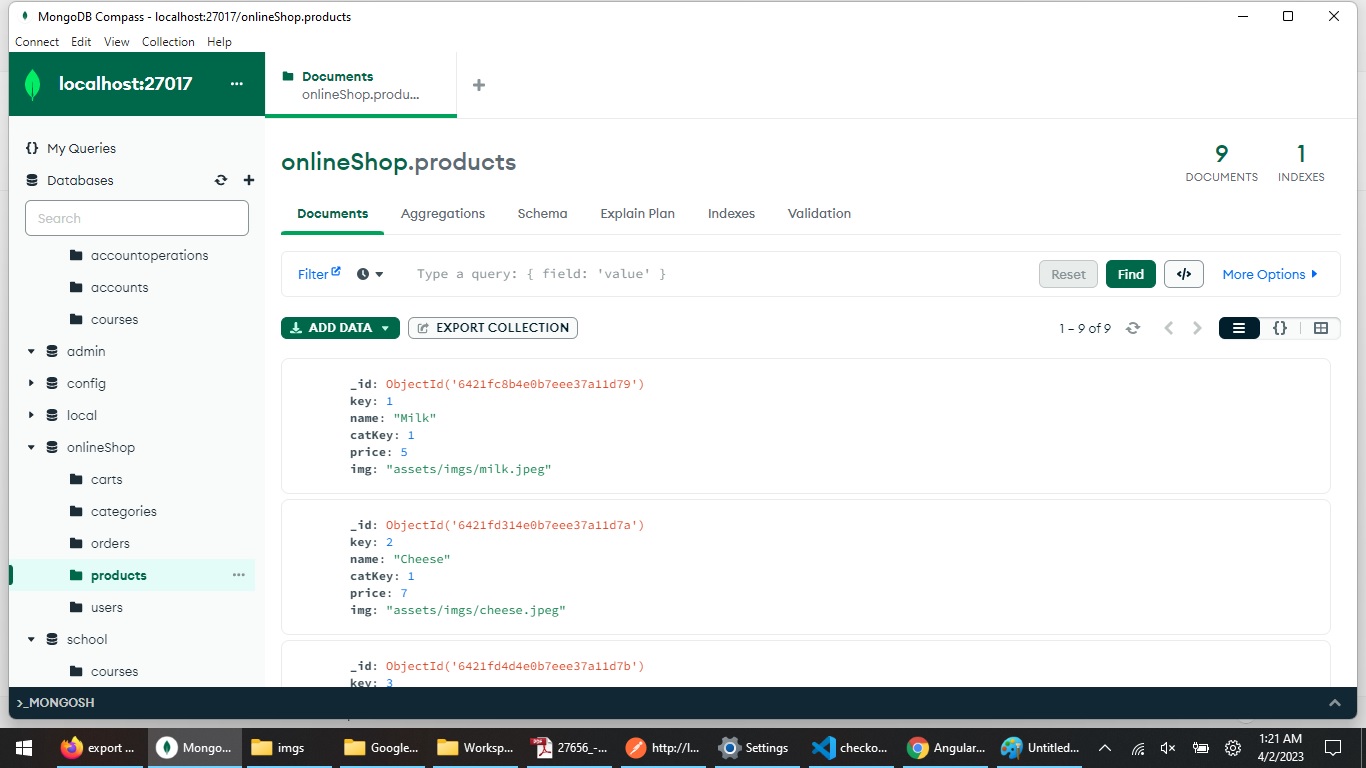 MongoDB Compass - localhost:27017/onlineShop.products
Connect Edit View Collection Help
localhost:27017 ...
Documents
onlineShop.produ...
+
My Queries
Databases
Search
accountoperations
accounts
courses
admin
config
local
onlineShop
carts
categories
orders
products ...
users
school
courses
onlineShop.products
9
DOCUMENTS
1
INDEXES
Documents Aggregations Schema Explain Plan Indexes Validation
Filter Type a query: { field: 'value' } Reset Find </> More Options
ADD DATA EXPORT COLLECTION 1 – 9 of 9 {}
_id: ObjectId('6421fc8b4e0b7eee37a11d79')
key: 1
name: "Milk"
catKey: 1
price: 5
img: "assets/imgs/milk.jpeg"
_id: ObjectId('6421fd314e0b7eee37a11d7a')
key: 2
name: "Cheese"
catKey: 1
price: 7
img: "assets/imgs/cheese.jpeg"
_id: ObjectId('6421fd4d4e0b7eee37a11d7b')
key: 3
>_MONGOSH
export ... Mongo... imgs Google... Worksp... 27656_-... http://l... Settings checko... Angular... Untitled...
1:21 AM
4/2/2023